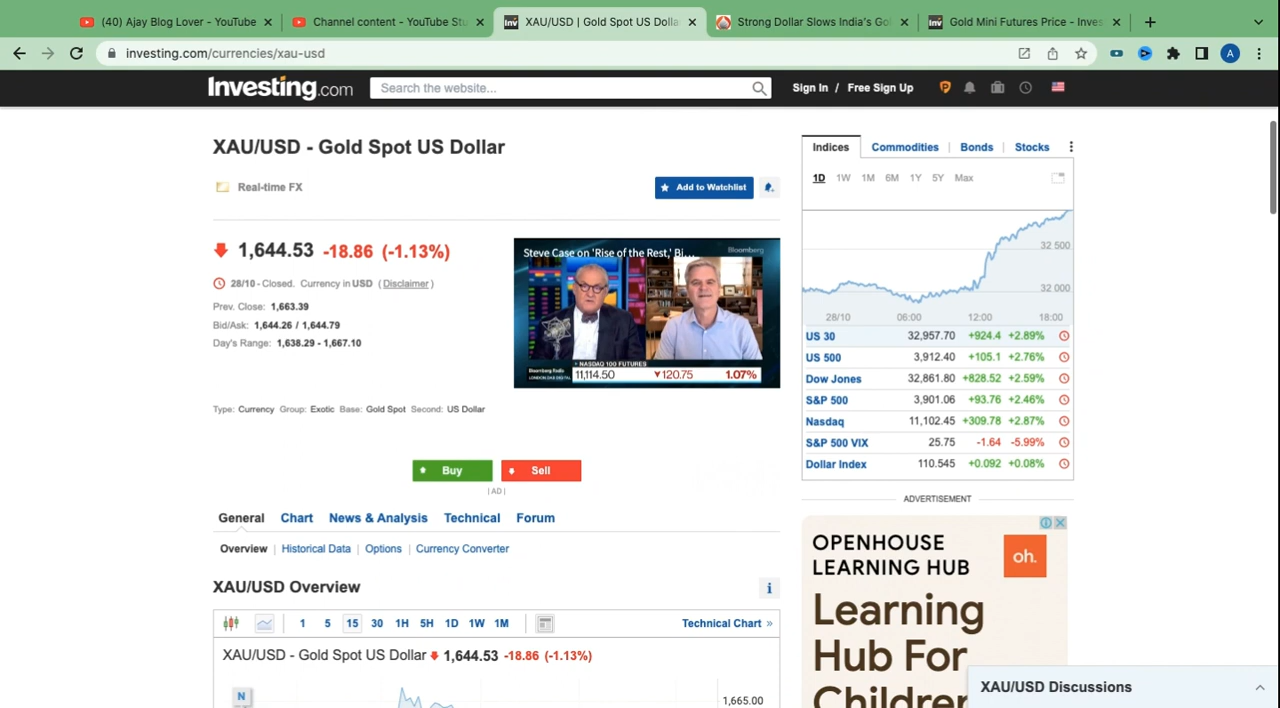 (40) Ajay Blog Lover - YouTube
Channel content - YouTube Stu
XAU/USD | Gold Spot US Dolla
Strong Dollar Slows India's Go
Gold Mini Futures Price - Inves
investing.com/currencies/xau-usd
A
Investing.com
Search the website...
Sign In / Free Sign Up
XAU/USD - Gold Spot US Dollar
Real-time FX
Add to Watchlist
1,644.53 -18.86 (-1.13%)
28/10 - Closed. Currency in USD ( Disclaimer )
Prev. Close: 1,663.39
Bid/Ask: 1,644.26 / 1,644.79
Day's Range: 1,638.29 - 1,667.10
Steve Case on 'Rise of the Rest,' Bi...
Bloomberg
Bloomberg Radio
NASDAQ 100 FUTURES
11,114.50 120.75 1.07%
Type: Currency Group: Exotic Base: Gold Spot Second: US Dollar
Buy
Sell
| AD |
General Chart News & Analysis Technical Forum
Overview | Historical Data | Options | Currency Converter
XAU/USD Overview
i
1 5 15 30 1H 5H 1D 1W 1M
Technical Chart »
XAU/USD - Gold Spot US Dollar 1,644.53 -18.86 (-1.13%)
N
1,665.00
Indices Commodities Bonds Stocks
1D 1W 1M 6M 1Y 5Y Max
32 500
32 000
28/10 06:00 12:00 18:00
US 30 32,957.70 +924.4 +2.89%
US 500 3,912.40 +105.1 +2.76%
Dow Jones 32,861.80 +828.52 +2.59%
S&P 500 3,901.06 +93.76 +2.46%
Nasdaq 11,102.45 +309.78 +2.87%
S&P 500 VIX 25.75 -1.64 -5.99%
Dollar Index 110.545 +0.092 +0.08%
ADVERTISEMENT
OPENHOUSE
LEARNING HUB
oh.
Learning
Hub For
Children
XAU/USD Discussions